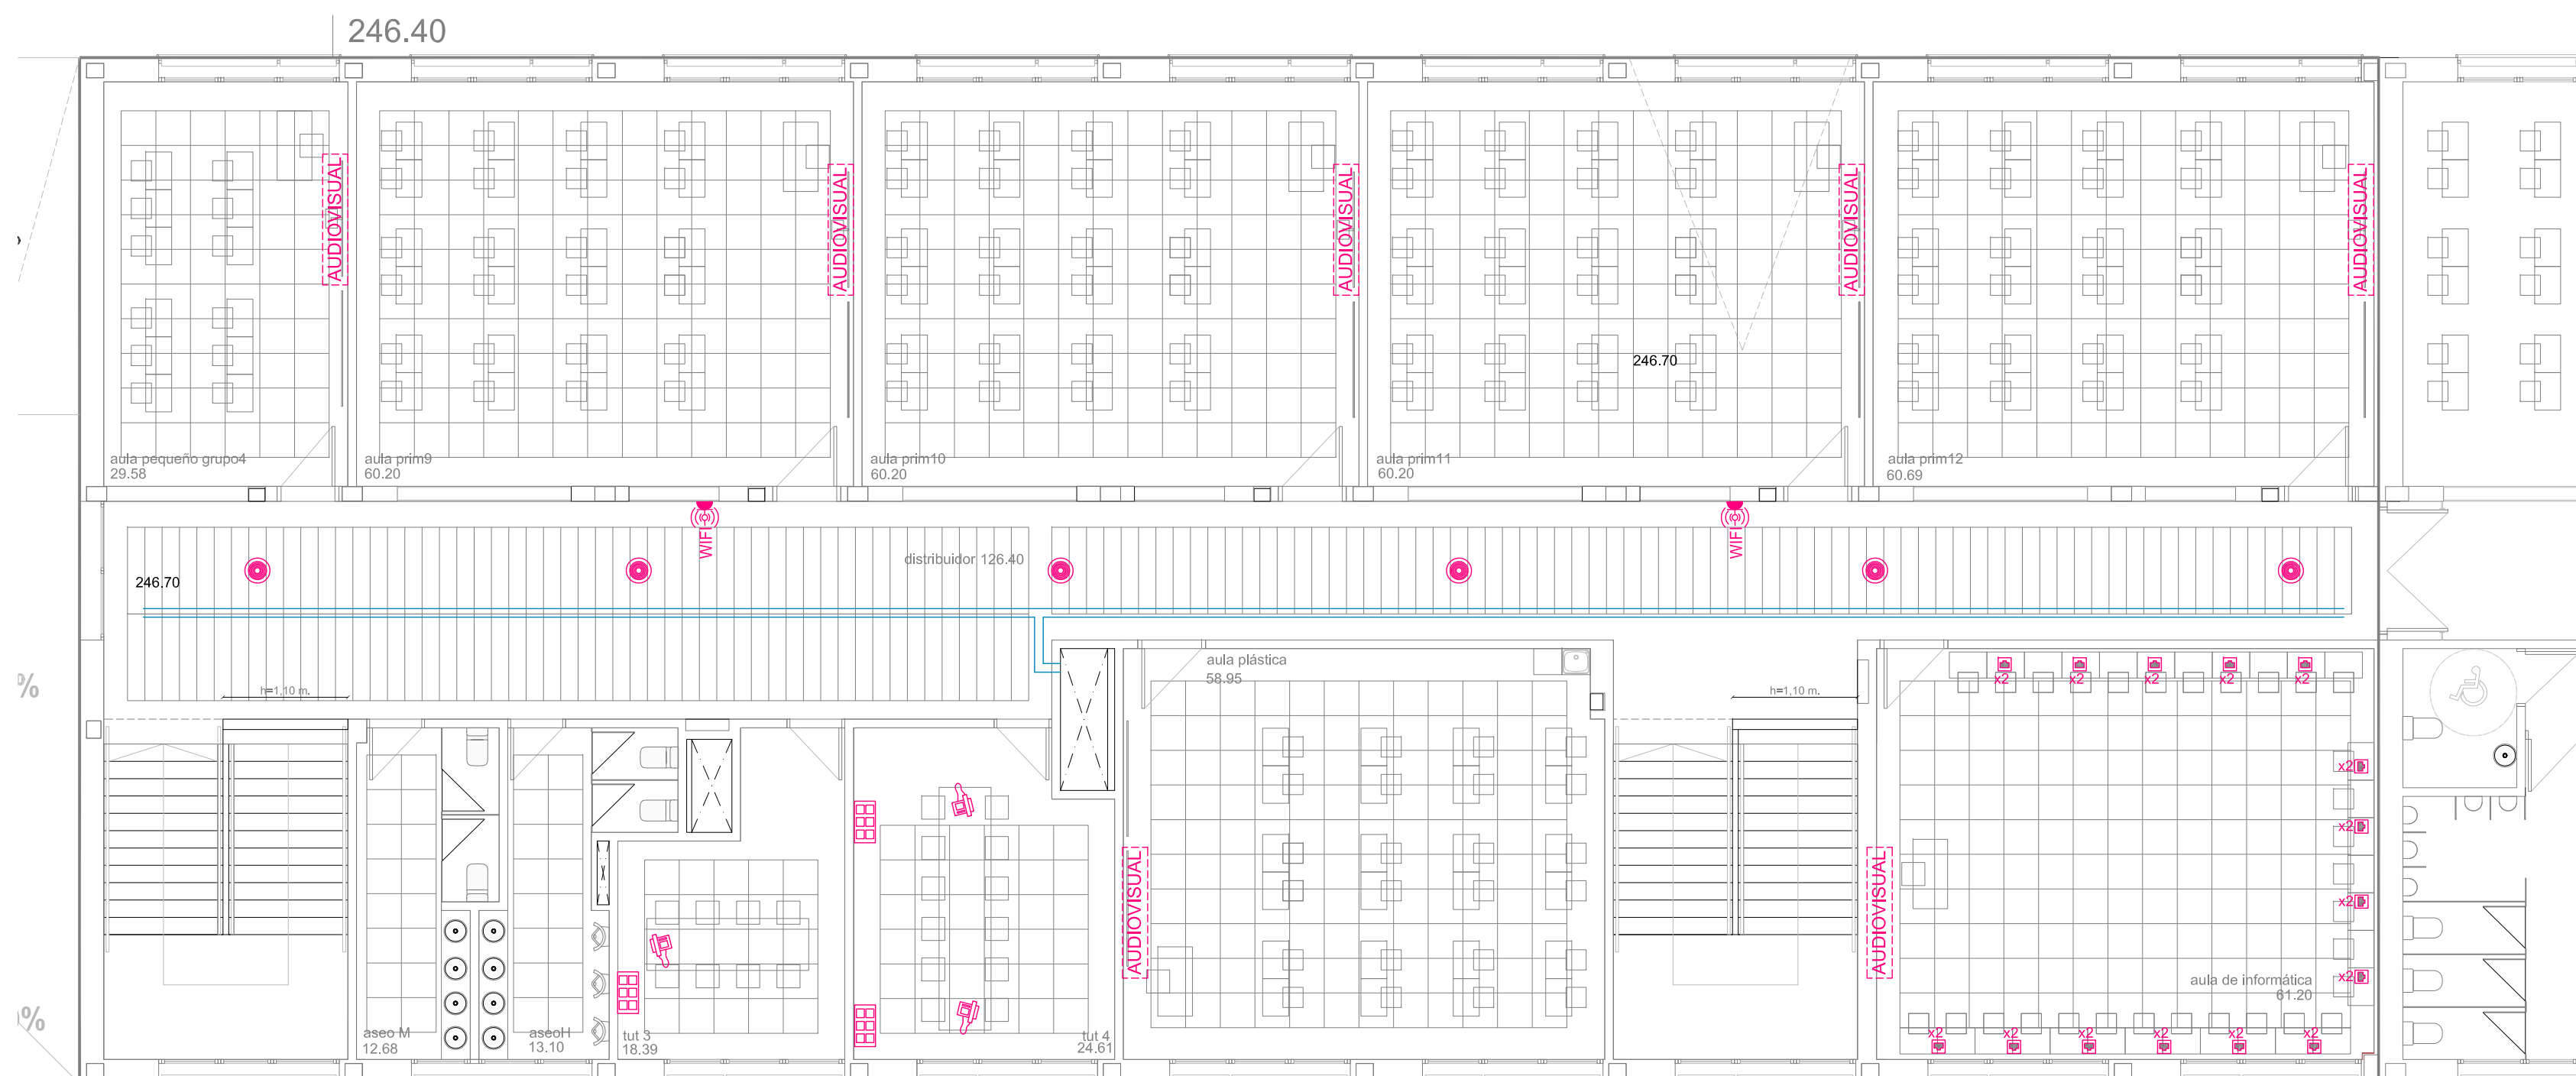 246.40
AUDIOVISUAL
AUDIOVISUAL
AUDIOVISUAL
AUDIOVISUAL
AUDIOVISUAL
246.70
aula pequeño grupo4
29.58
aula prim9
60.20
aula prim10
60.20
aula prim11
60.20
aula prim12
60.69
WIFI
WIFI
distribuidor 126.40
246.70
h=1,10 m.
aula plástica
58.95
h=1,10 m.
x2
x2
x2
x2
x2
%
x2
x2
x2
x2
AUDIOVISUAL
AUDIOVISUAL
aula de informática
61.20
%
aseo M
12.68
aseoH
13.10
tut 3
18.39
tut 4
24.61
x2
x2
x2
x2
x2
x2